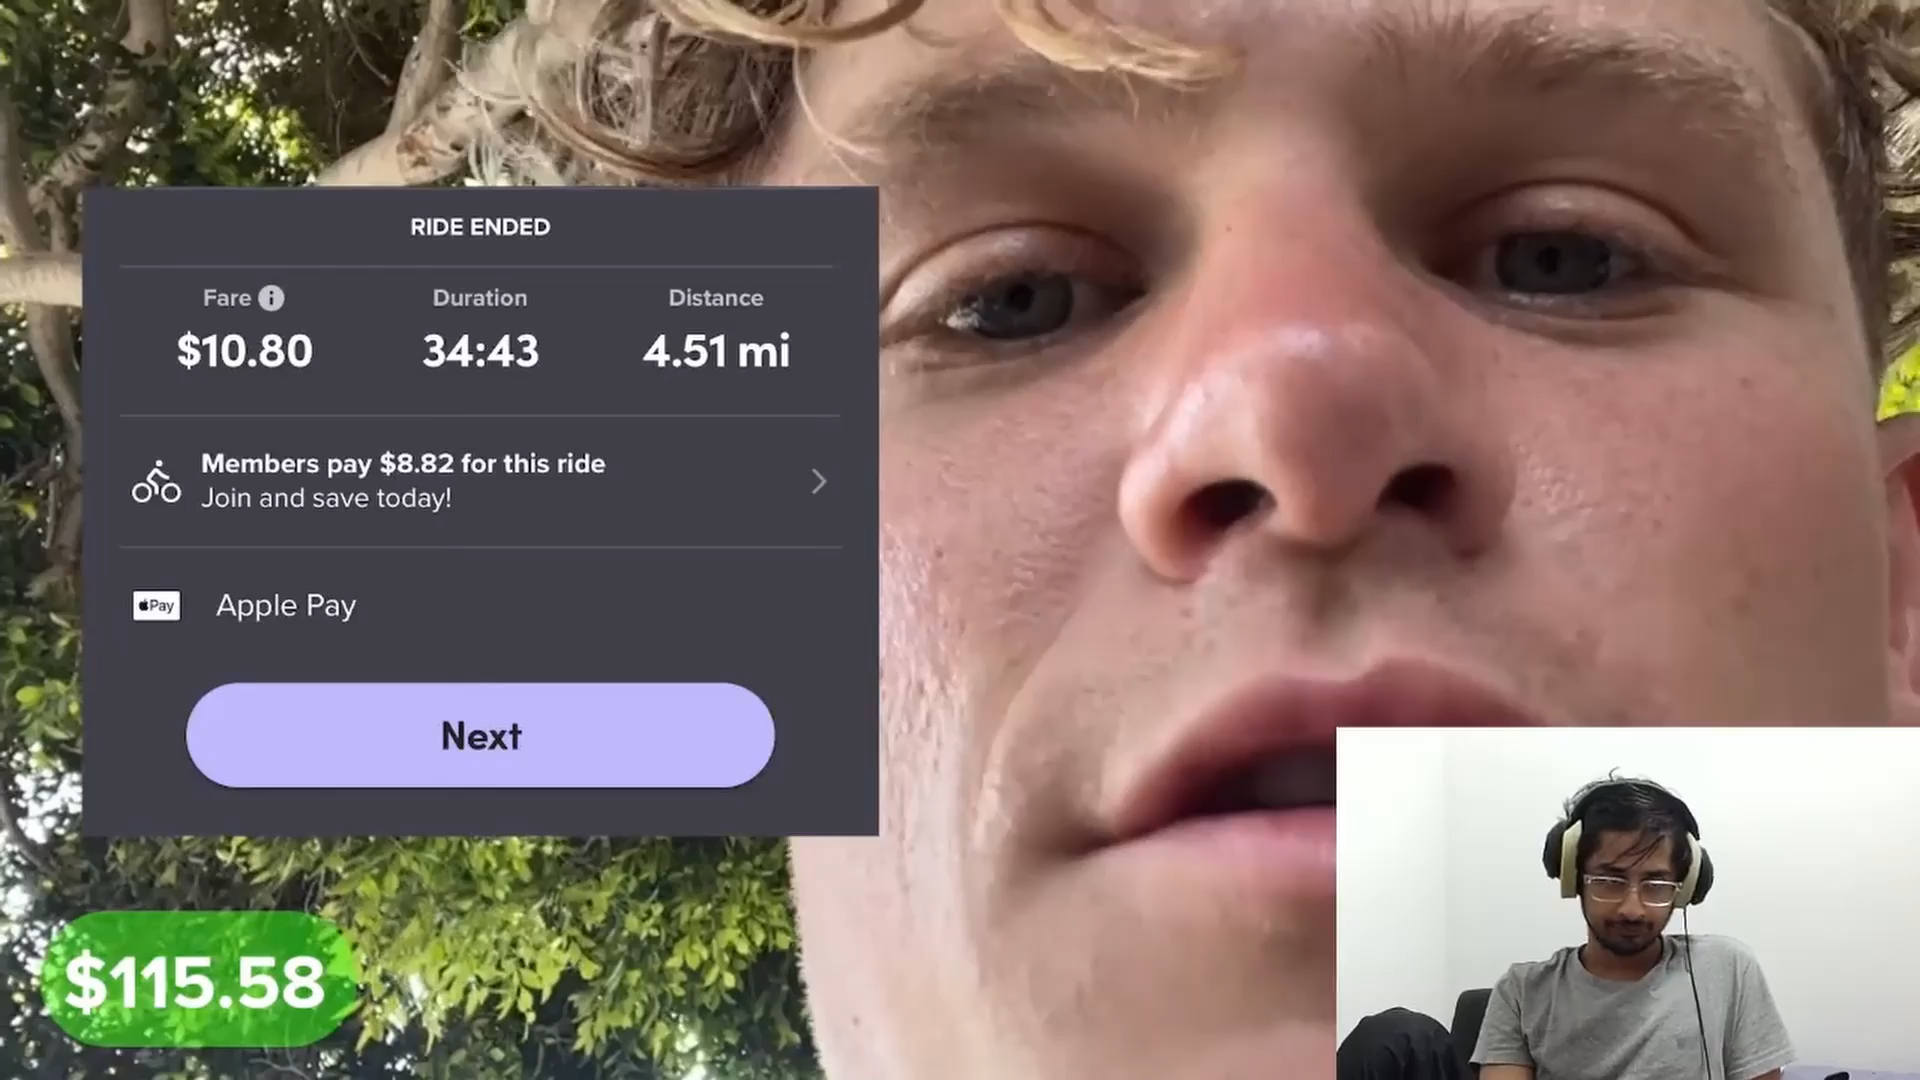 RIDE ENDED
Fare Duration Distance
$10.80 34:43 4.51 mi
Members pay $8.82 for this ride
Join and save today!
Pay Apple Pay
Next
$115.58